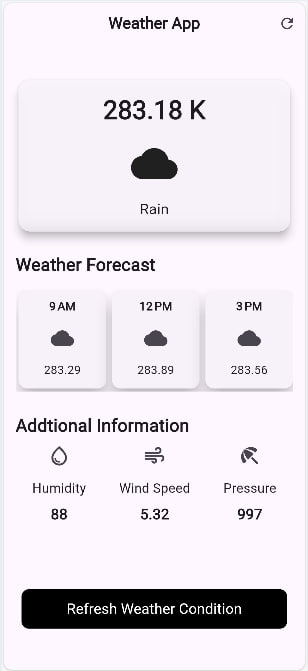 Weather App
283.18 K
Rain
Weather Forecast
9 AM 12 PM 3 PM
283.29 283.89 283.56
Addtional Information
Humidity Wind Speed Pressure
88 5.32 997
Refresh Weather Condition